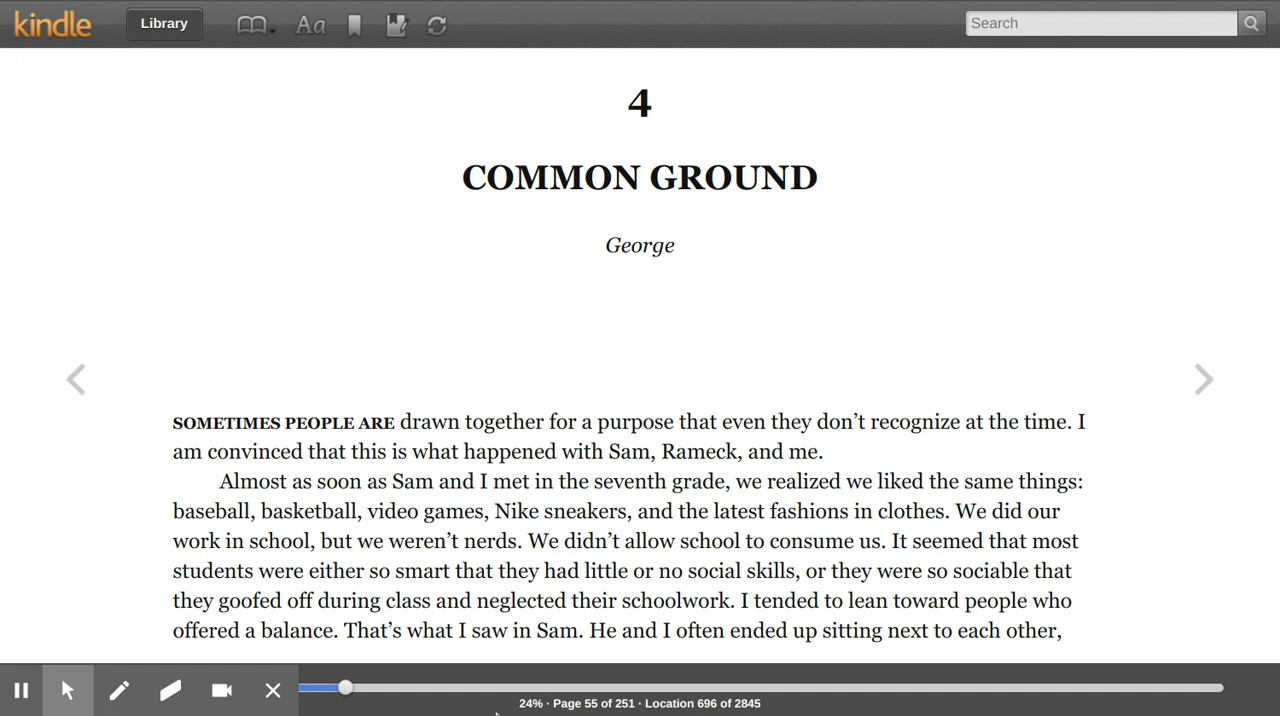 kindle Library Aa Search
4
COMMON GROUND
George
SOMETIMES PEOPLE ARE drawn together for a purpose that even they don’t recognize at the time. I
am convinced that this is what happened with Sam, Rameck, and me.
Almost as soon as Sam and I met in the seventh grade, we realized we liked the same things:
baseball, basketball, video games, Nike sneakers, and the latest fashions in clothes. We did our
work in school, but we weren’t nerds. We didn’t allow school to consume us. It seemed that most
students were either so smart that they had little or no social skills, or they were so sociable that
they goofed off during class and neglected their schoolwork. I tended to lean toward people who
offered a balance. That’s what I saw in Sam. He and I often ended up sitting next to each other,
24% · Page 55 of 251 · Location 696 of 2845